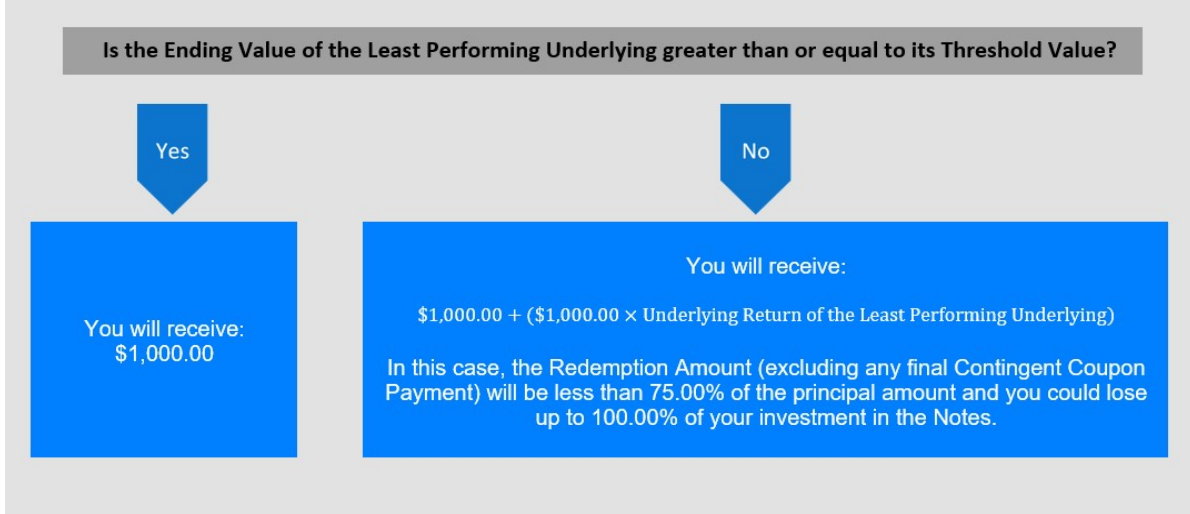 Is the Ending Value of the Least Performing Underlying greater than or equal to its Threshold Value?
Yes
No
You will receive:
$1,000.00
You will receive:
$1,000.00 + ($1,000.00 × Underlying Return of the Least Performing Underlying)
In this case, the Redemption Amount (excluding any final Contingent Coupon
Payment) will be less than 75.00% of the principal amount and you could lose
up to 100.00% of your investment in the Notes.